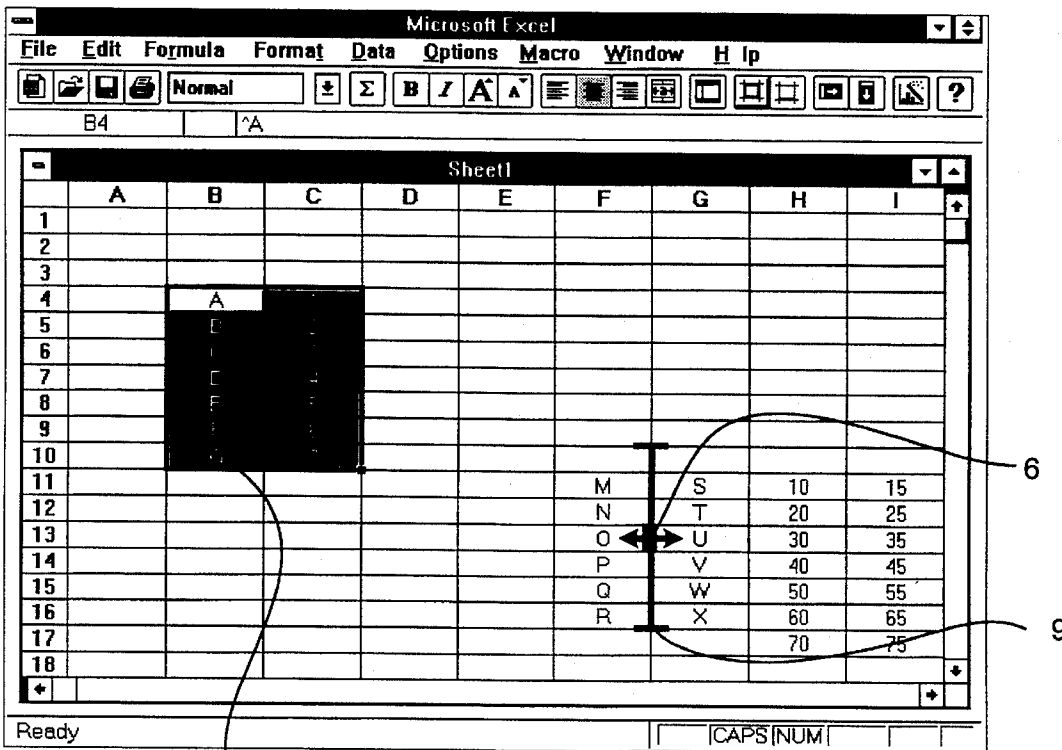 Microsoft Excel
File Edit Formula Format Data Options Macro Window H lp
Normal Σ B I A A ?
B4 ^A
Sheet1
A B C D E F G H I
1
2
3
4 A
5
6
7
8
9
10
6
11 M S 10 15
12 N T 20 25
13 O U 30 35
14 P V 40 45
15 Q W 50 55
16 R X 60 65
9
17 70 75
18
Ready CAPS NUM